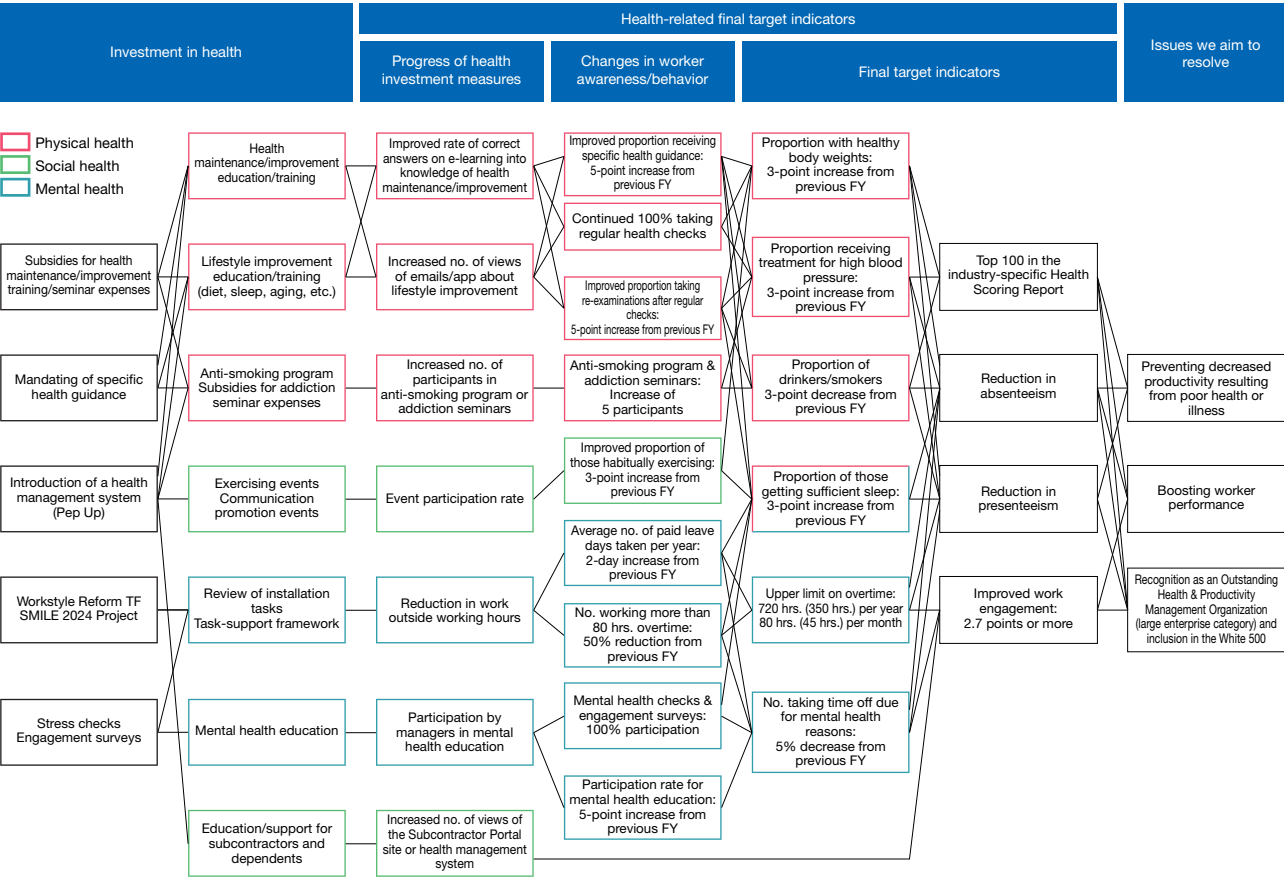 Investment in health
Health-related final target indicators
Progress of health
investment measures
Changes in worker
awareness/behavior
Final target indicators
Issues we aim to
resolve
Physical health
Social health
Mental health
Subsidies for health
maintenance/improvement
training/seminar expenses
Mandating of specific
health guidance
Introduction of a health
management system
(Pep Up)
Workstyle Reform TF
SMILE 2024 Project
Stress checks
Engagement surveys
Health
maintenance/improvement
education/training
Lifestyle improvement
education/training
(diet, sleep, aging, etc.)
Anti-smoking program
Subsidies for addiction
seminar expenses
Exercising events
Communication
promotion events
Review of installation
tasks
Task-support framework
Mental health education
Education/support for
subcontractors and
dependents
Improved rate of correct
answers on e-learning into
knowledge of health
maintenance/improvement
Increased no. of views
of emails/app about
lifestyle improvement
Increased no. of
participants in
anti-smoking program or
addiction seminars
Event participation rate
Reduction in work
outside working hours
Participation by
managers in mental
health education
Increased no. of views of
the Subcontractor Portal
site or health management
system
Improved proportion receiving
specific health guidance:
5-point increase from
previous FY
Continued 100% taking
regular health checks
Improved proportion taking
re-examinations after regular
checks:
5-point increase from previous FY
Anti-smoking program &
addiction seminars:
Increase of
5 participants
Improved proportion of
those habitually exercising:
3-point increase from
previous FY
Average no. of paid leave
days taken per year:
2-day increase from
previous FY
No. working more than
80 hrs. overtime:
50% reduction from
previous FY
Mental health checks &
engagement surveys:
100% participation
Participation rate for
mental health education:
5-point increase from
previous FY
Proportion with healthy
body weights:
3-point increase from
previous FY
Proportion receiving
treatment for high blood
pressure:
3-point increase from
previous FY
Proportion of
drinkers/smokers
3-point decrease from
previous FY
Proportion of those
getting sufficient sleep:
3-point increase from
previous FY
Upper limit on overtime:
720 hrs. (350 hrs.) per year
80 hrs. (45 hrs.) per month
No. taking time off due
for mental health
reasons:
5% decrease from
previous FY
Top 100 in the
industry-specific Health
Scoring Report
Reduction in
absenteeism
Reduction in
presenteeism
Improved work
engagement:
2.7 points or more
Preventing decreased
productivity resulting
from poor health or
illness
Boosting worker
performance
Recognition as an Outstanding
Health & Productivity
Management Organization
(large enterprise category) and
inclusion in the White 500